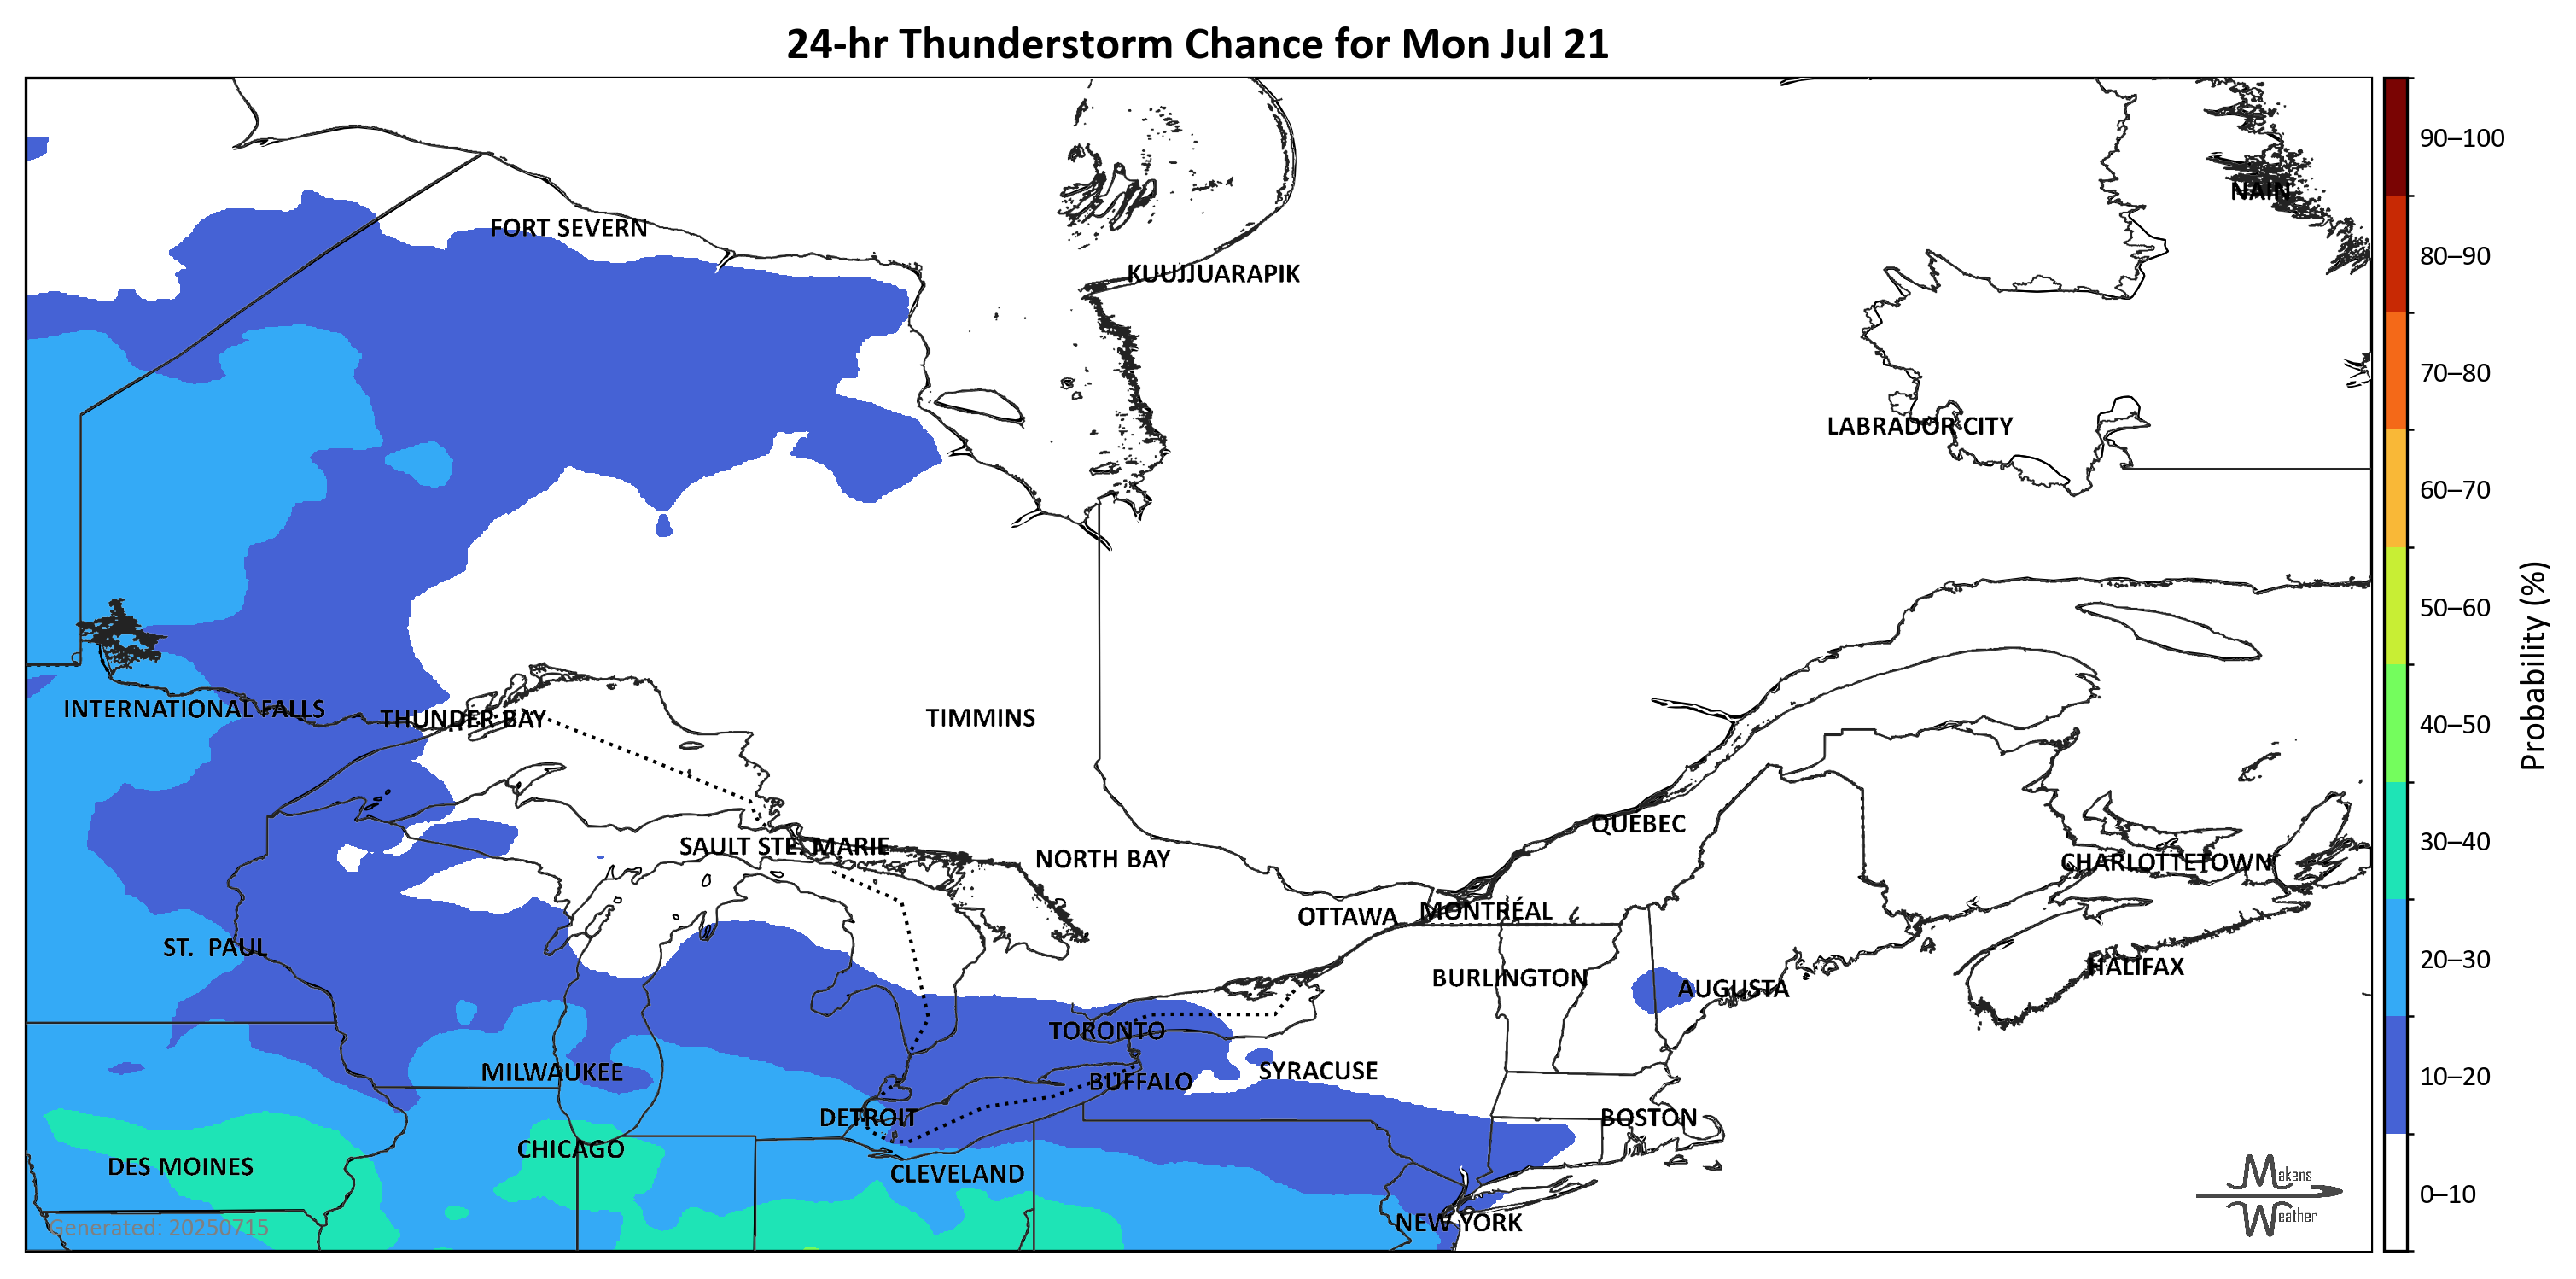 24-hr Thunderstorm Chance for Mon Jul 21
90–100
NAIN
FORT SEVERN
80–90
KUUJJUARAPIK
70–80
LABRADOR CITY
60–70
50–60
Probability (%)
INTERNATIONAL FALLS
THUNDER BAY
TIMMINS
40–50
QUEBEC
SAULT STE. MARIE
NORTH BAY
CHARLOTTETOWN
30–40
OTTAWA
MONTRÉAL
ST. PAUL
HALIFAX
20–30
BURLINGTON
AUGUSTA
TORONTO
MILWAUKEE
BUFFALO
SYRACUSE
10–20
DETROIT
BOSTON
CHICAGO
DES MOINES
CLEVELAND
Makens
Weather
0–10
Generated: 20250715
NEW YORK